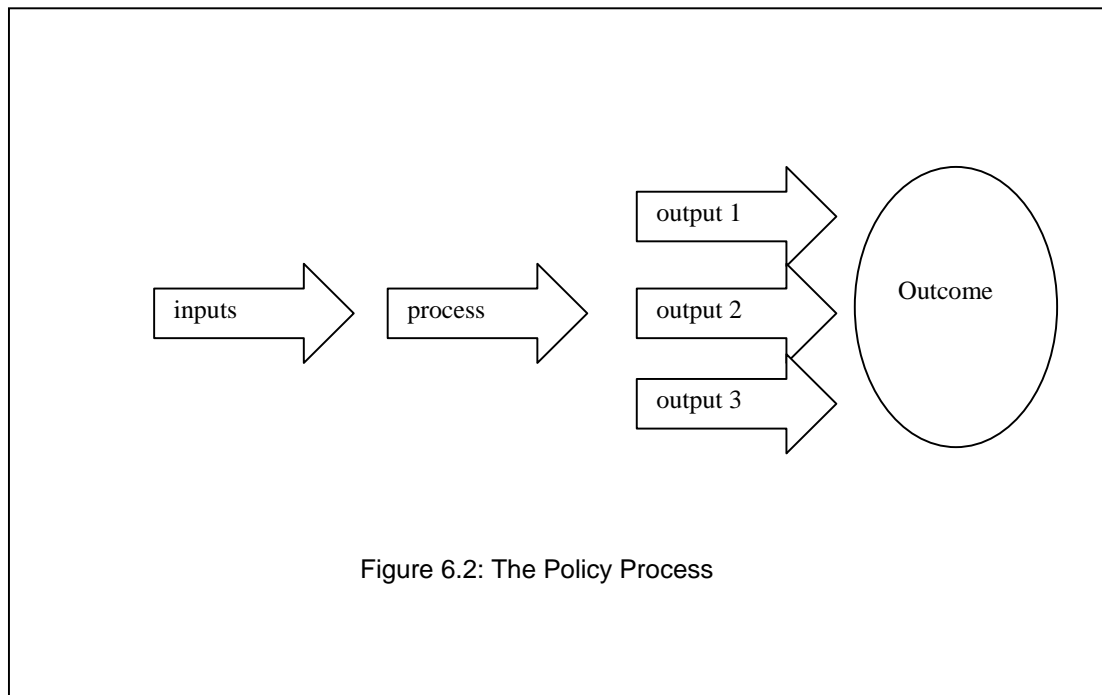 inputs
process
output 1
output 2
output 3
Outcome
Figure 6.2: The Policy Process